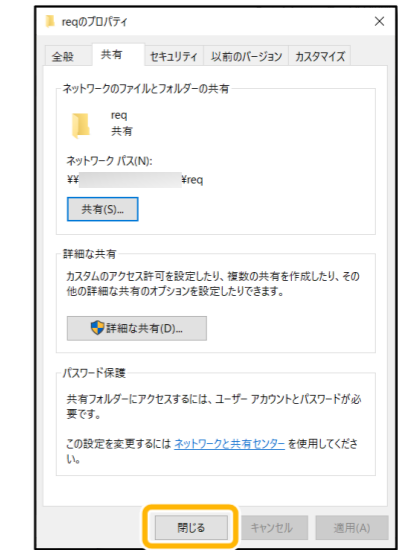 reqのプロパティ
全般 共有 セキュリティ 以前のバージョン カスタマイズ
ネットワークのファイルとフォルダーの共有
req
共有
ネットワーク パス(N):
¥¥ ¥req
共有(S)...
詳細な共有
カスタムのアクセス許可を設定したり、複数の共有を作成したり、その
他の詳細な共有のオプションを設定したりできます。
詳細な共有(D)...
パスワード保護
共有フォルダーにアクセスするには、ユーザー アカウントとパスワードが必
要です。
この設定を変更するには ネットワークと共有センター を使用してくださ
い。
閉じる キャンセル 適用(A)